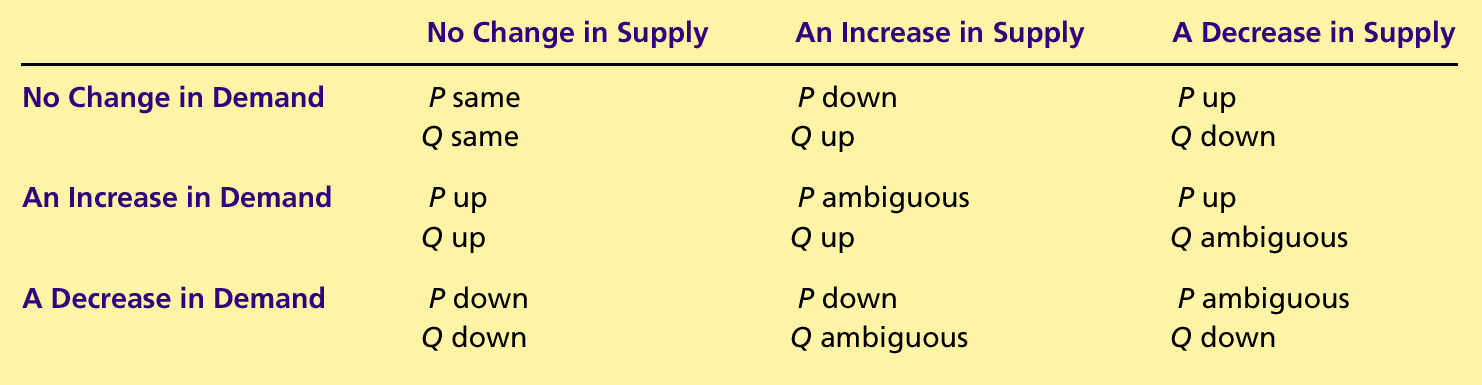 No Change in Supply An Increase in Supply A Decrease in Supply
No Change in Demand P same P down P up
Q same Q up Q down
An Increase in Demand P up P ambiguous P up
Q up Q up Q ambiguous
A Decrease in Demand P down P down P ambiguous
Q down Q ambiguous Q down